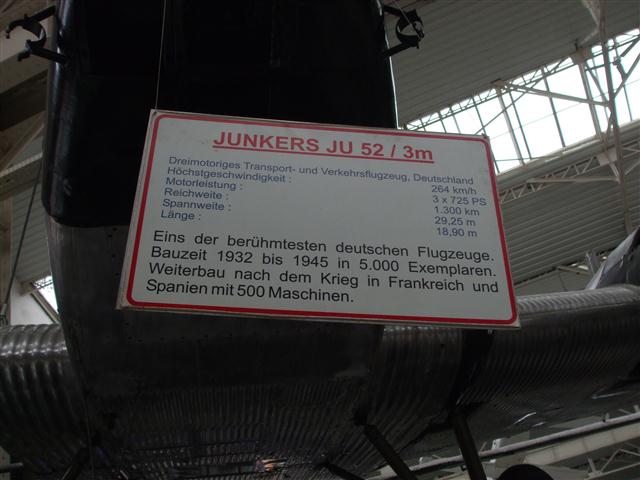 JUNKERS JU 52 / 3m
Dreimotoriges Transport- und Verkehrsflugzeug, Deutschland
Höchstgeschwindigkeit : 264 km/h
Motorleistung : 3 x 725 PS
Reichweite : 1.300 km
Spannweite : 29,25 m
Länge : 18,90 m
Eins der berühmtesten deutschen Flugzeuge.
Bauzeit 1932 bis 1945 in 5.000 Exemplaren.
Weiterbau nach dem Krieg in Frankreich und
Spanien mit 500 Maschinen.